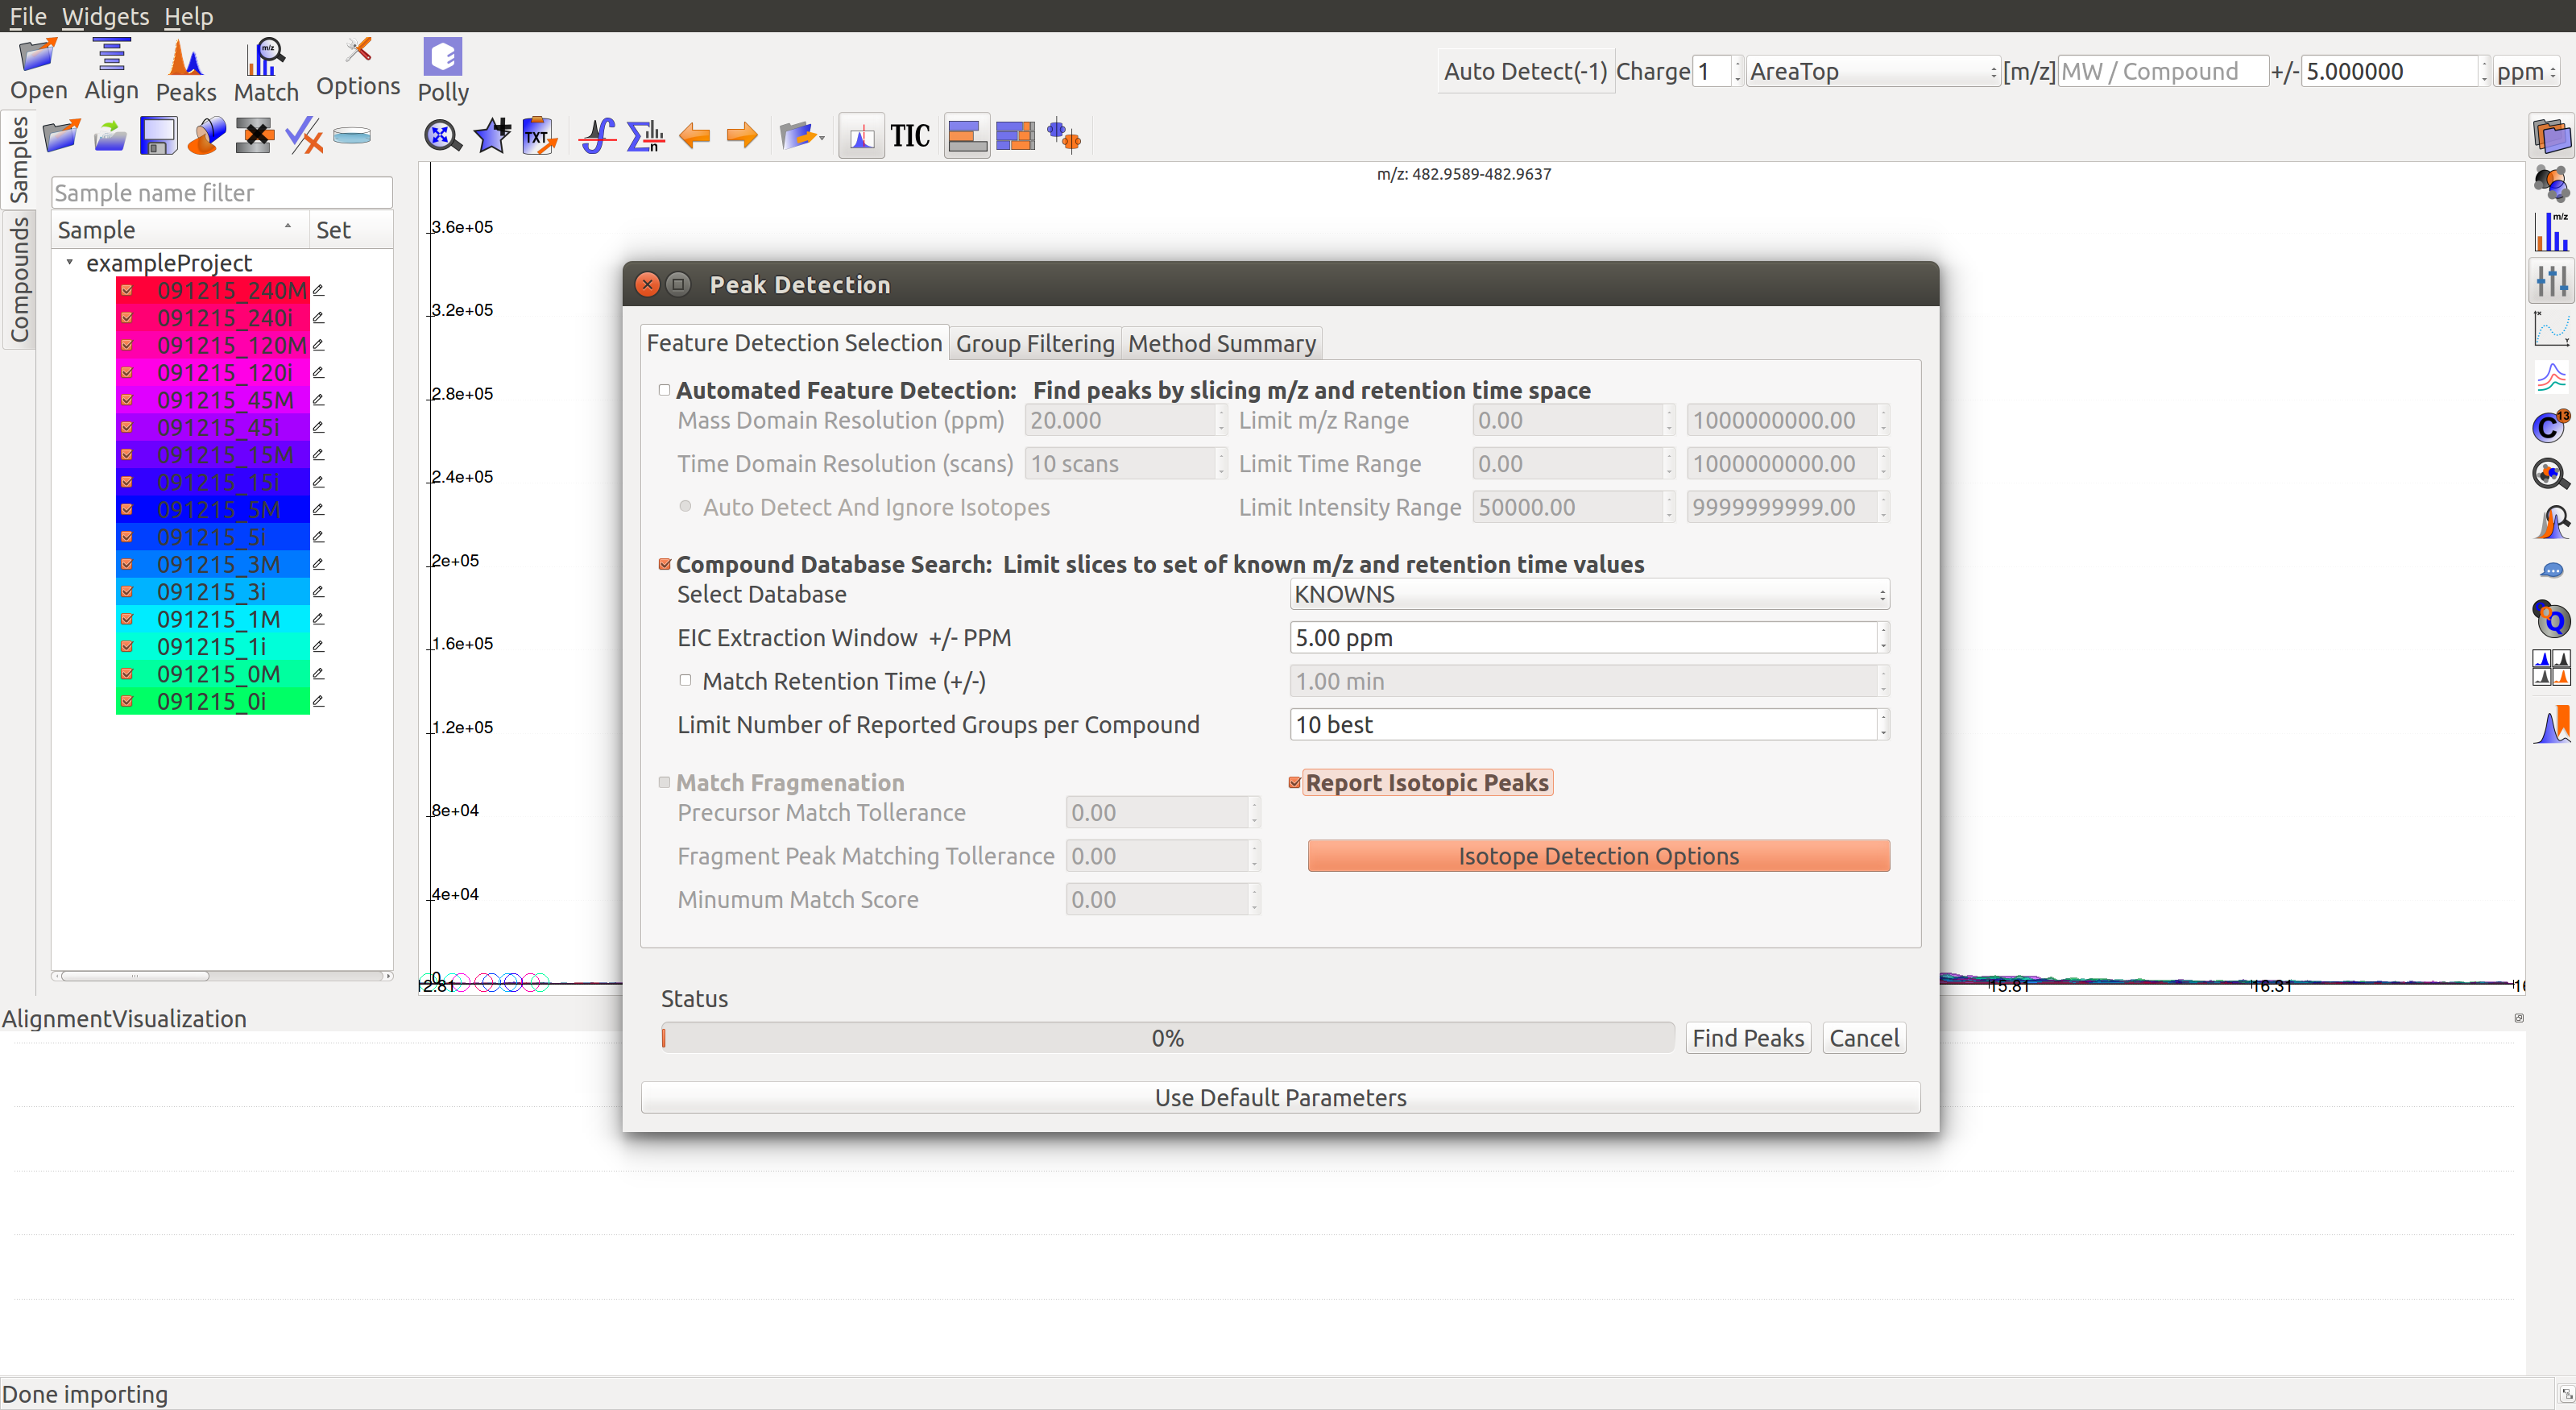 File Widgets Help
Open Align Peaks Match Options Polly
Auto Detect(-1) Charge 1 AreaTop [m/z] MW / Compound +/- 5.000000 ppm
Samples
Compounds
TXT
n
TIC
Sample name filter
Sample Set
exampleProject
091215_240M
091215_240i
091215_120M
091215_120i
091215_45M
091215_45i
091215_15M
091215_15i
091215_5M
091215_5i
091215_3M
091215_3i
091215_1M
091215_1i
091215_0M
091215_0i
m/z: 482.9589-482.9637
3.6e+05
3.2e+05
2.8e+05
2.4e+05
2e+05
1.6e+05
1.2e+05
8e+04
4e+04
0
2.81
15.81
16.31
Peak Detection
Feature Detection Selection Group Filtering Method Summary
Automated Feature Detection: Find peaks by slicing m/z and retention time space
Mass Domain Resolution (ppm) 20.000 Limit m/z Range 0.00 1000000000.00
Time Domain Resolution (scans) 10 scans Limit Time Range 0.00 1000000000.00
Auto Detect And Ignore Isotopes Limit Intensity Range 50000.00 9999999999.00
Compound Database Search: Limit slices to set of known m/z and retention time values
Select Database KNOWNS
EIC Extraction Window +/- PPM 5.00 ppm
Match Retention Time (+/-) 1.00 min
Limit Number of Reported Groups per Compound 10 best
Match Fragmenation Report Isotopic Peaks
Precursor Match Tollerance 0.00
Fragment Peak Matching Tollerance 0.00 Isotope Detection Options
Minumum Match Score 0.00
Status
0% Find Peaks Cancel
Use Default Parameters
m/z
C 13
Q
AlignmentVisualization
Done importing